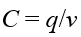 C = q/v